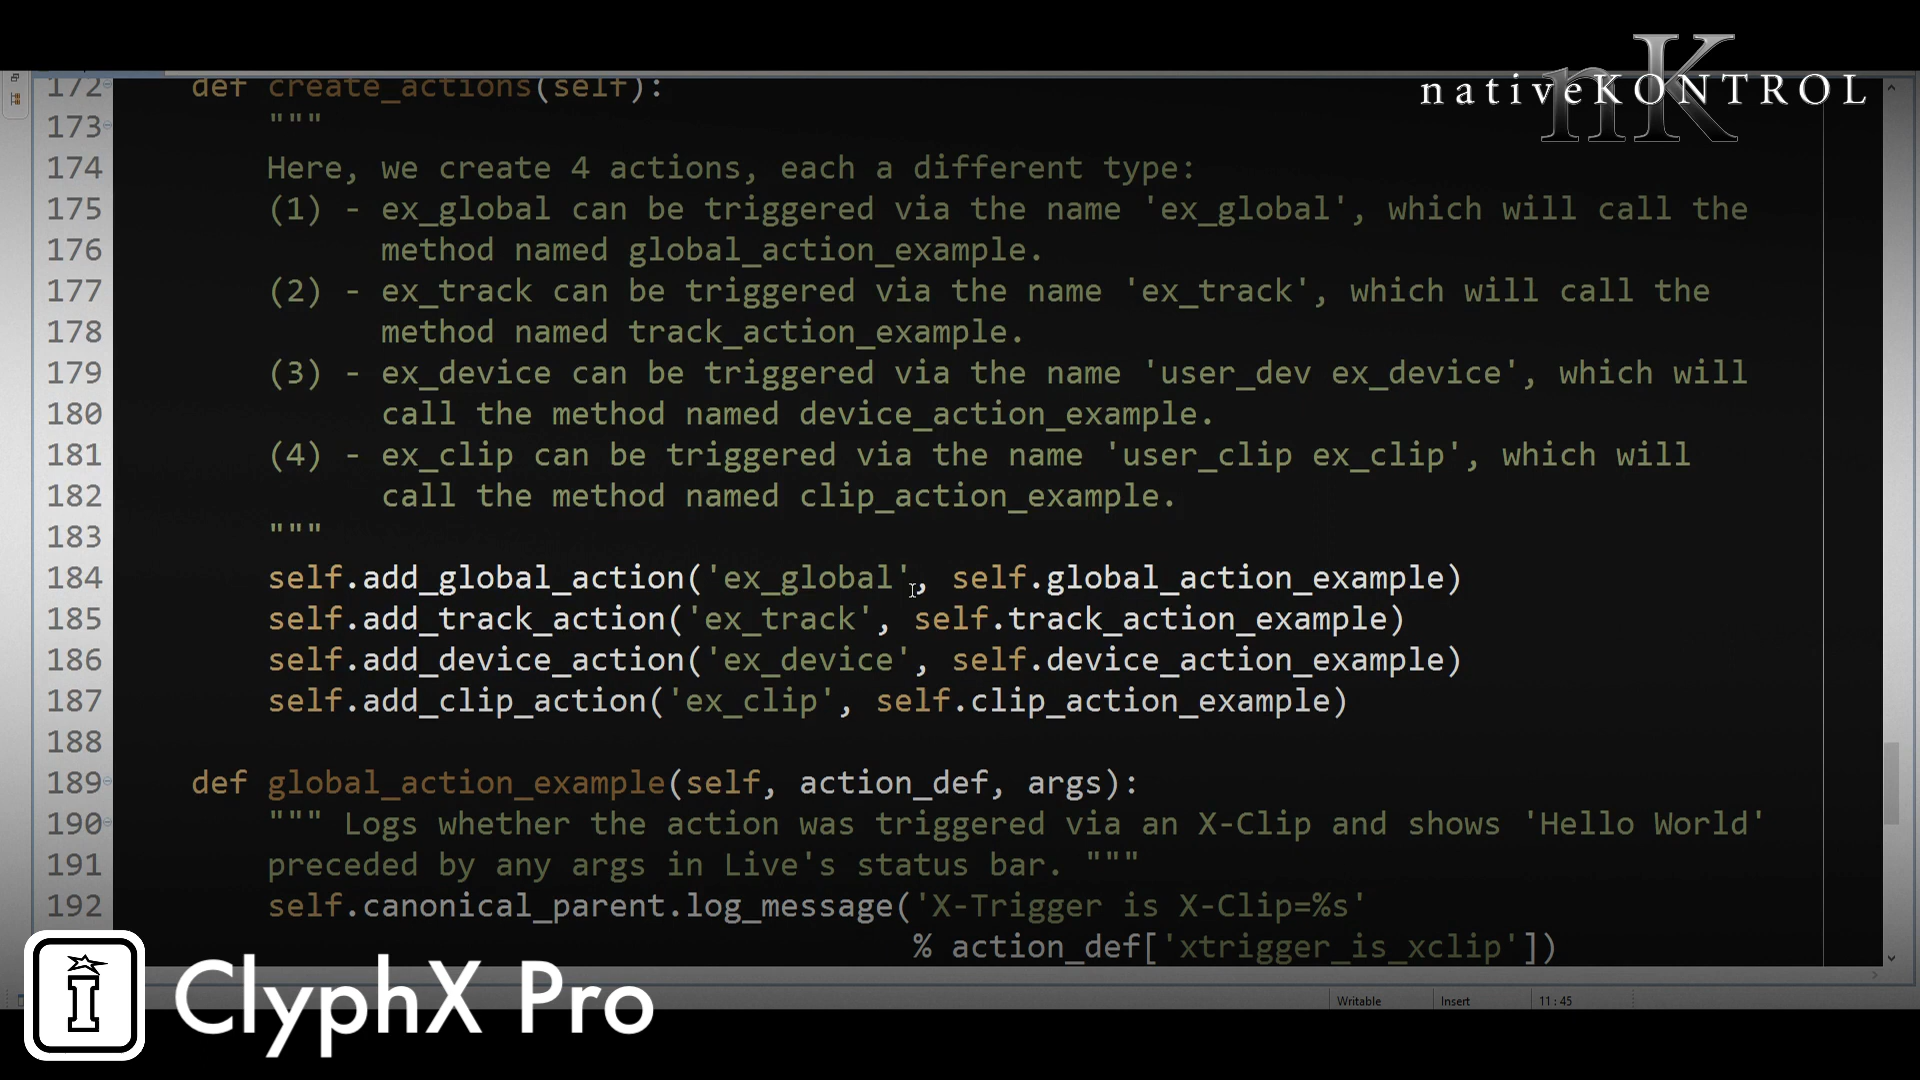 nK
nativeKONTROL
172 def create_actions(self):
173 """
174 Here, we create 4 actions, each a different type:
175 (1) - ex_global can be triggered via the name 'ex_global', which will call the
176 method named global_action_example.
177 (2) - ex_track can be triggered via the name 'ex_track', which will call the
178 method named track_action_example.
179 (3) - ex_device can be triggered via the name 'user_dev ex_device', which will
180 call the method named device_action_example.
181 (4) - ex_clip can be triggered via the name 'user_clip ex_clip', which will
182 call the method named clip_action_example.
183 """
184 self.add_global_action('ex_global', self.global_action_example)
185 self.add_track_action('ex_track', self.track_action_example)
186 self.add_device_action('ex_device', self.device_action_example)
187 self.add_clip_action('ex_clip', self.clip_action_example)
188
189 def global_action_example(self, action_def, args):
190 """ Logs whether the action was triggered via an X-Clip and shows 'Hello World'
191 preceded by any args in Live's status bar. """
192 self.canonical_parent.log_message('X-Trigger is X-Clip=%s'
% action_def['xtrigger_is_xclip'])
I ClyphX Pro
Writable Insert 11 : 45